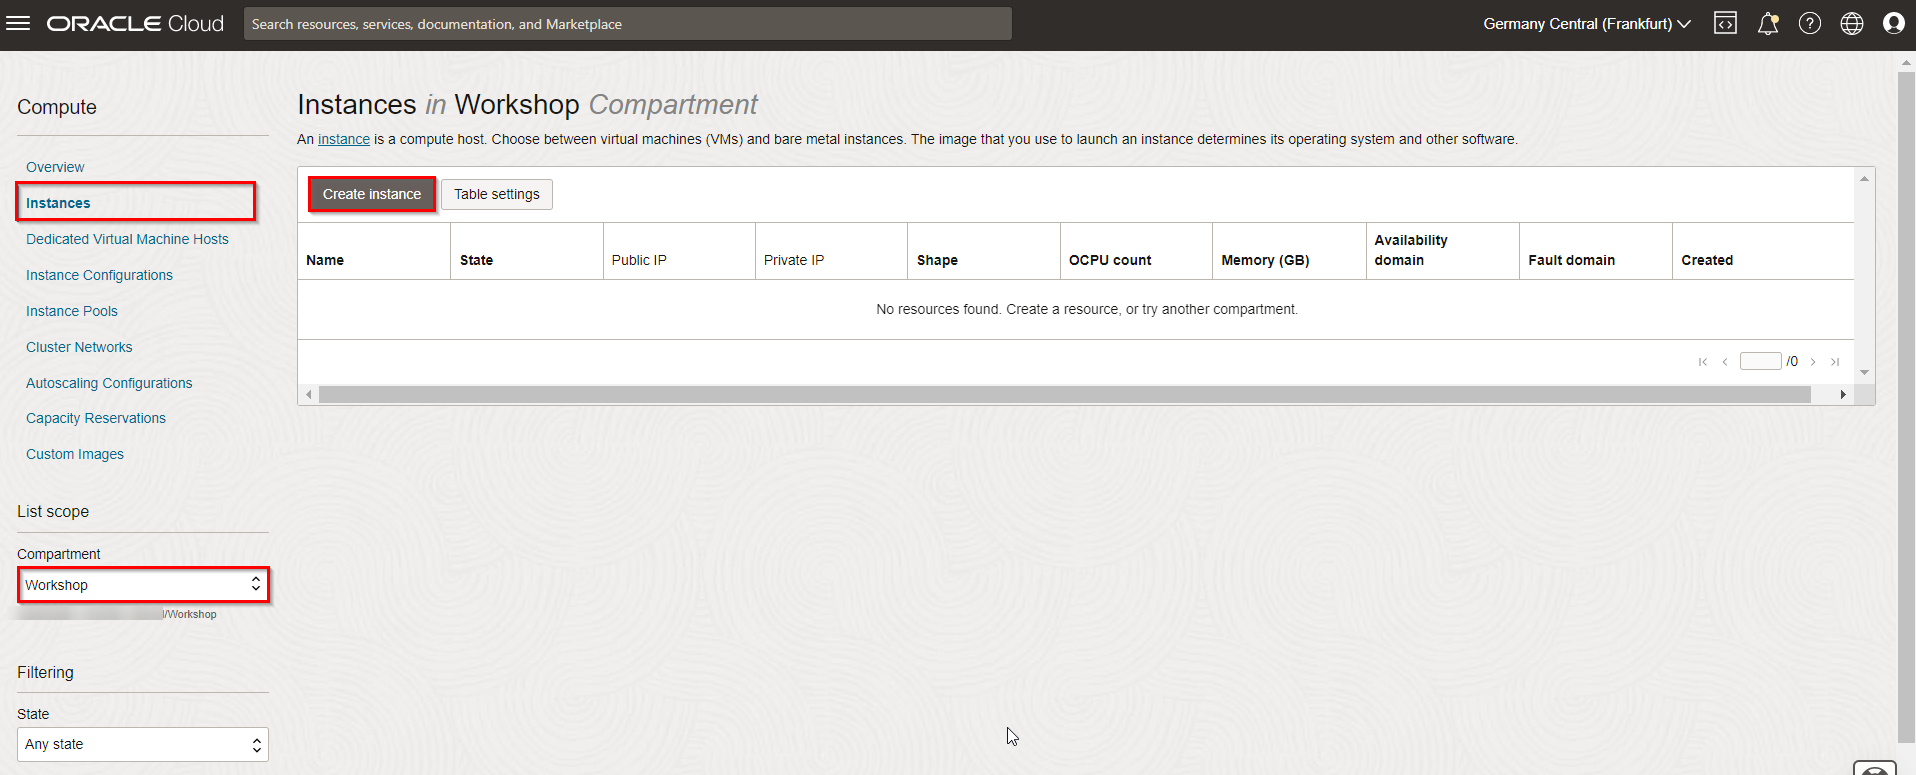 ORACLE Cloud
Search resources, services, documentation, and Marketplace
Germany Central (Frankfurt)
Compute
Overview
Instances
Dedicated Virtual Machine Hosts
Instance Configurations
Instance Pools
Cluster Networks
Autoscaling Configurations
Capacity Reservations
Custom Images
List scope
Compartment
Workshop
/Workshop
Filtering
State
Any state
Instances in Workshop Compartment
An instance is a compute host. Choose between virtual machines (VMs) and bare metal instances. The image that you use to launch an instance determines its operating system and other software.
Create instance
Table settings
Name
State
Public IP
Private IP
Shape
OCPU count
Memory (GB)
Availability
domain
Fault domain
Created
No resources found. Create a resource, or try another compartment.
/0